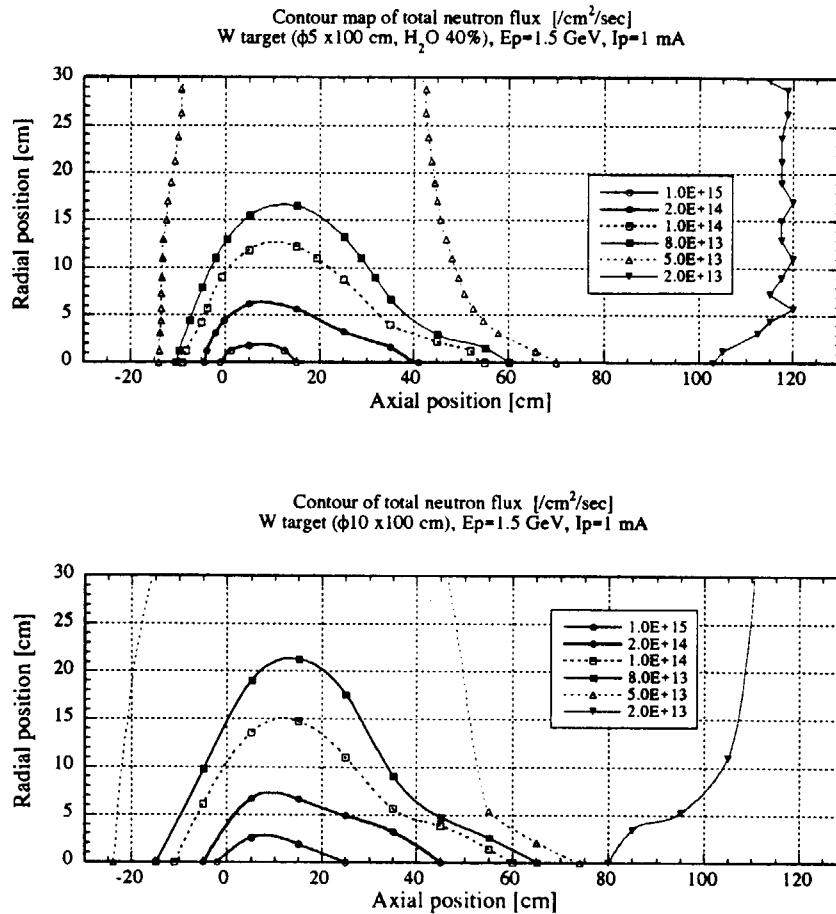 Contour map of total neutron flux [/cm²/sec]
W target (ϕ5 x100 cm, H₂O 40%), Ep=1.5 GeV, Ip=1 mA
30
25
20
15
10
5
0
Radial position [cm]
1.0E+15
2.0E+14
1.0E+14
8.0E+13
5.0E+13
2.0E+13
-20 0 20 40 60 80 100 120
Axial position [cm]
Contour of total neutron flux [/cm²/sec]
W target (ϕ10 x100 cm), Ep=1.5 GeV, Ip=1 mA
30
25
20
15
10
5
0
Radial position [cm]
1.0E+15
2.0E+14
1.0E+14
8.0E+13
5.0E+13
2.0E+13
-20 0 20 40 60 80 100 120
Axial position [cm]